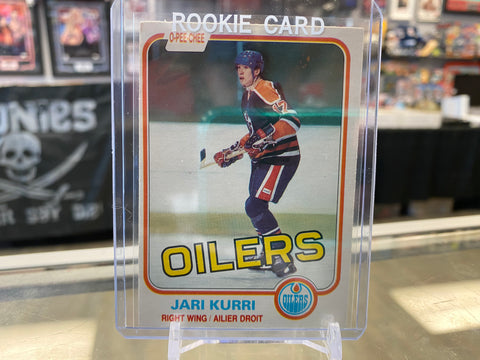 ROOKIE CARD
O-PEE-CHEE
OILERS
JARI KURRI
RIGHT WING / AILIER DROIT
OILERS